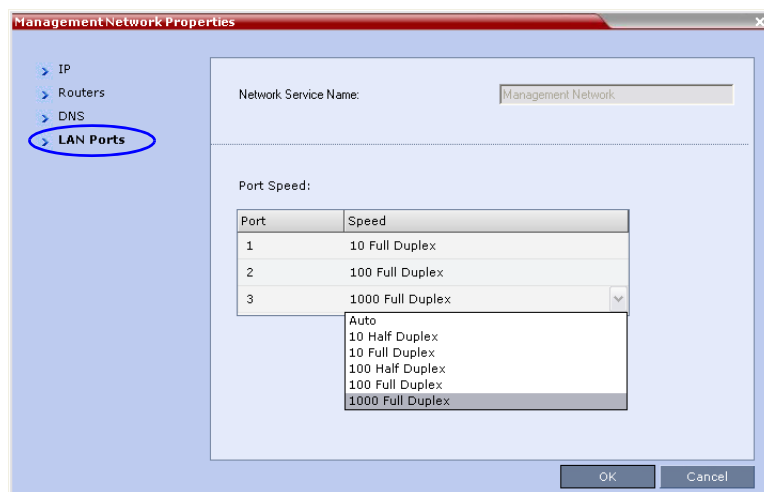 Management Network Properties
IP
Routers
DNS
LAN Ports
Network Service Name: Management Network
Port Speed:
Port Speed
1 10 Full Duplex
2 100 Full Duplex
3 1000 Full Duplex
Auto
10 Half Duplex
10 Full Duplex
100 Half Duplex
100 Full Duplex
1000 Full Duplex
OK Cancel